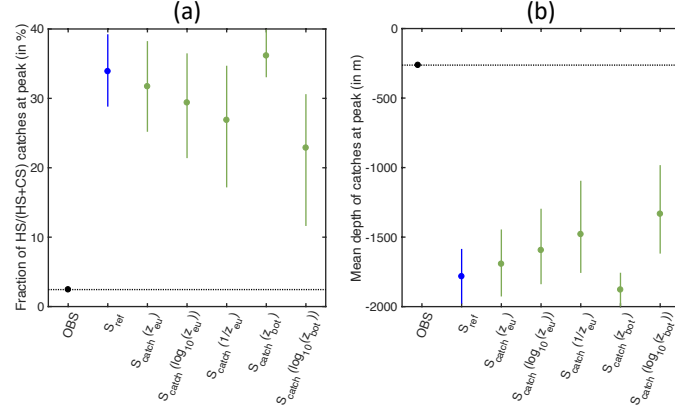 (a)
Fraction of HS/(HS+CS) catches at peak (in %)
40
30
20
10
0
OBS
S_ref
S_catch (z_eu)
S_catch (log_10(z_eu))
S_catch (1/z_eu)
S_catch (z_bot)
S_catch (log_10(z_bot))
(b)
Mean depth of catches at peak (in m)
0
-500
-1000
-1500
-2000
OBS
S_ref
S_catch (z_eu)
S_catch (log_10(z_eu))
S_catch (1/z_eu)
S_catch (z_bot)
S_catch (log_10(z_bot))